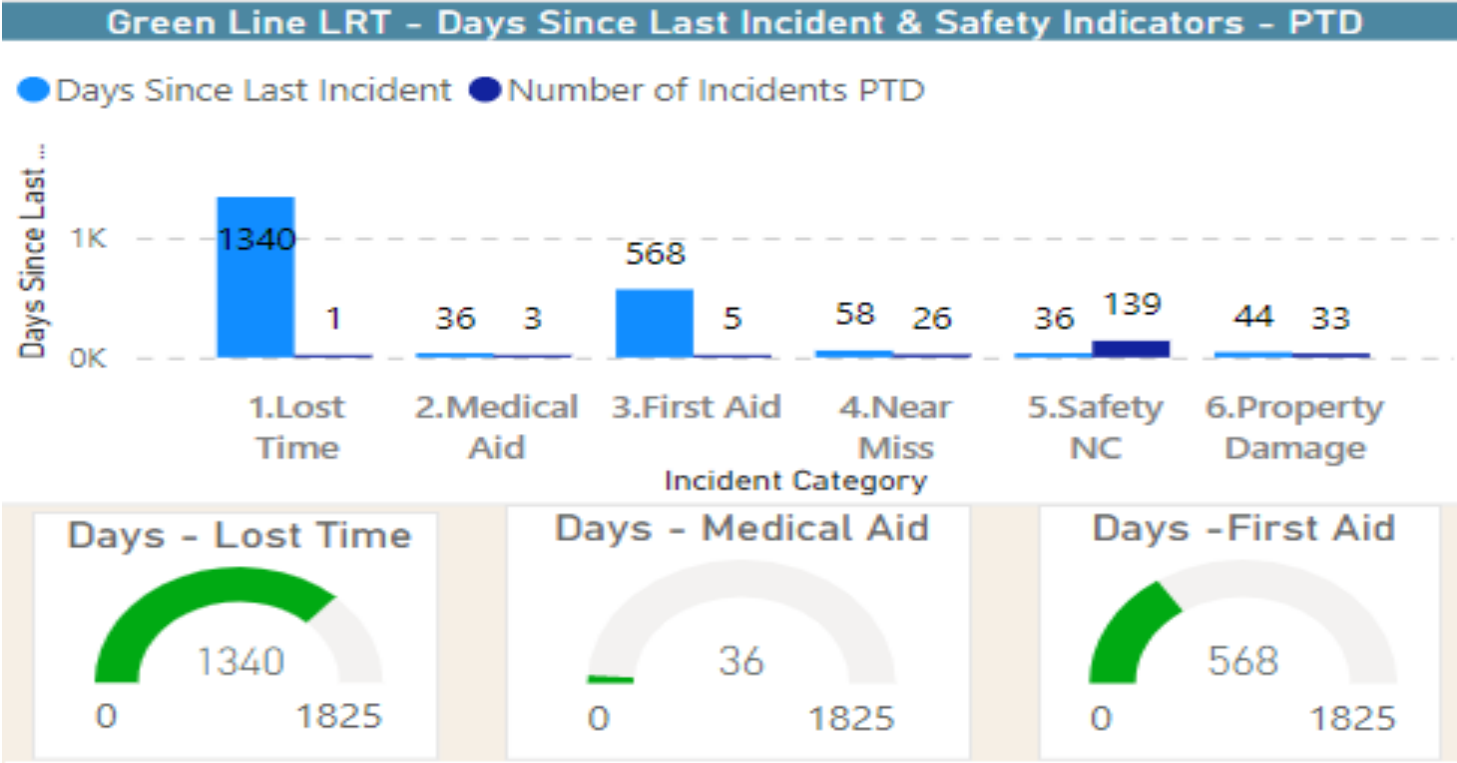 Green Line LRT - Days Since Last Incident & Safety Indicators - PTD
Days Since Last Incident Number of Incidents PTD
Days Since Last ...
1K
0K
1340 1 36 3 568 5 58 26 36 139 44 33
1.Lost Time
2.Medical Aid
3.First Aid
4.Near Miss
5.Safety NC
6.Property Damage
Incident Category
Days - Lost Time
1340
0 1825
Days - Medical Aid
36
0 1825
Days -First Aid
568
0 1825